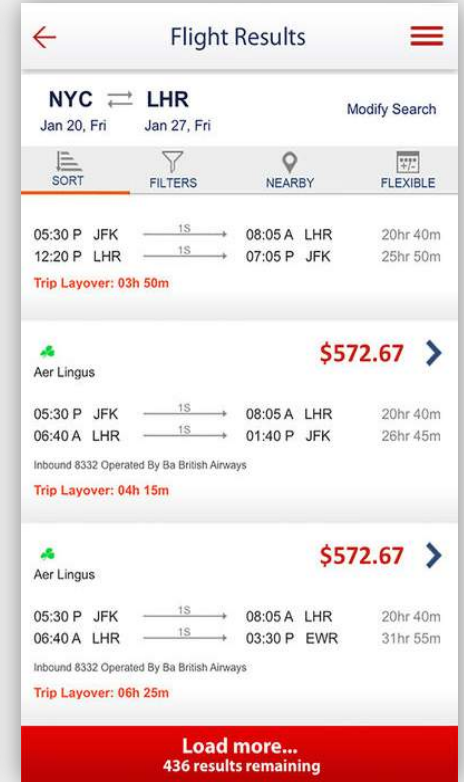 Flight Results
NYC LHR
Jan 20, Fri Jan 27, Fri
Modify Search
SORT FILTERS NEARBY FLEXIBLE
05:30 P JFK 1S 08:05 A LHR 20hr 40m
12:20 P LHR 1S 07:05 P JFK 25hr 50m
Trip Layover: 03h 50m
$572.67
Aer Lingus
05:30 P JFK 1S 08:05 A LHR 20hr 40m
06:40 A LHR 1S 01:40 P JFK 26hr 45m
Inbound 8332 Operated By Ba British Airways
Trip Layover: 04h 15m
$572.67
Aer Lingus
05:30 P JFK 1S 08:05 A LHR 20hr 40m
06:40 A LHR 1S 03:30 P EWR 31hr 55m
Inbound 8332 Operated By Ba British Airways
Trip Layover: 06h 25m
Load more...
436 results remaining